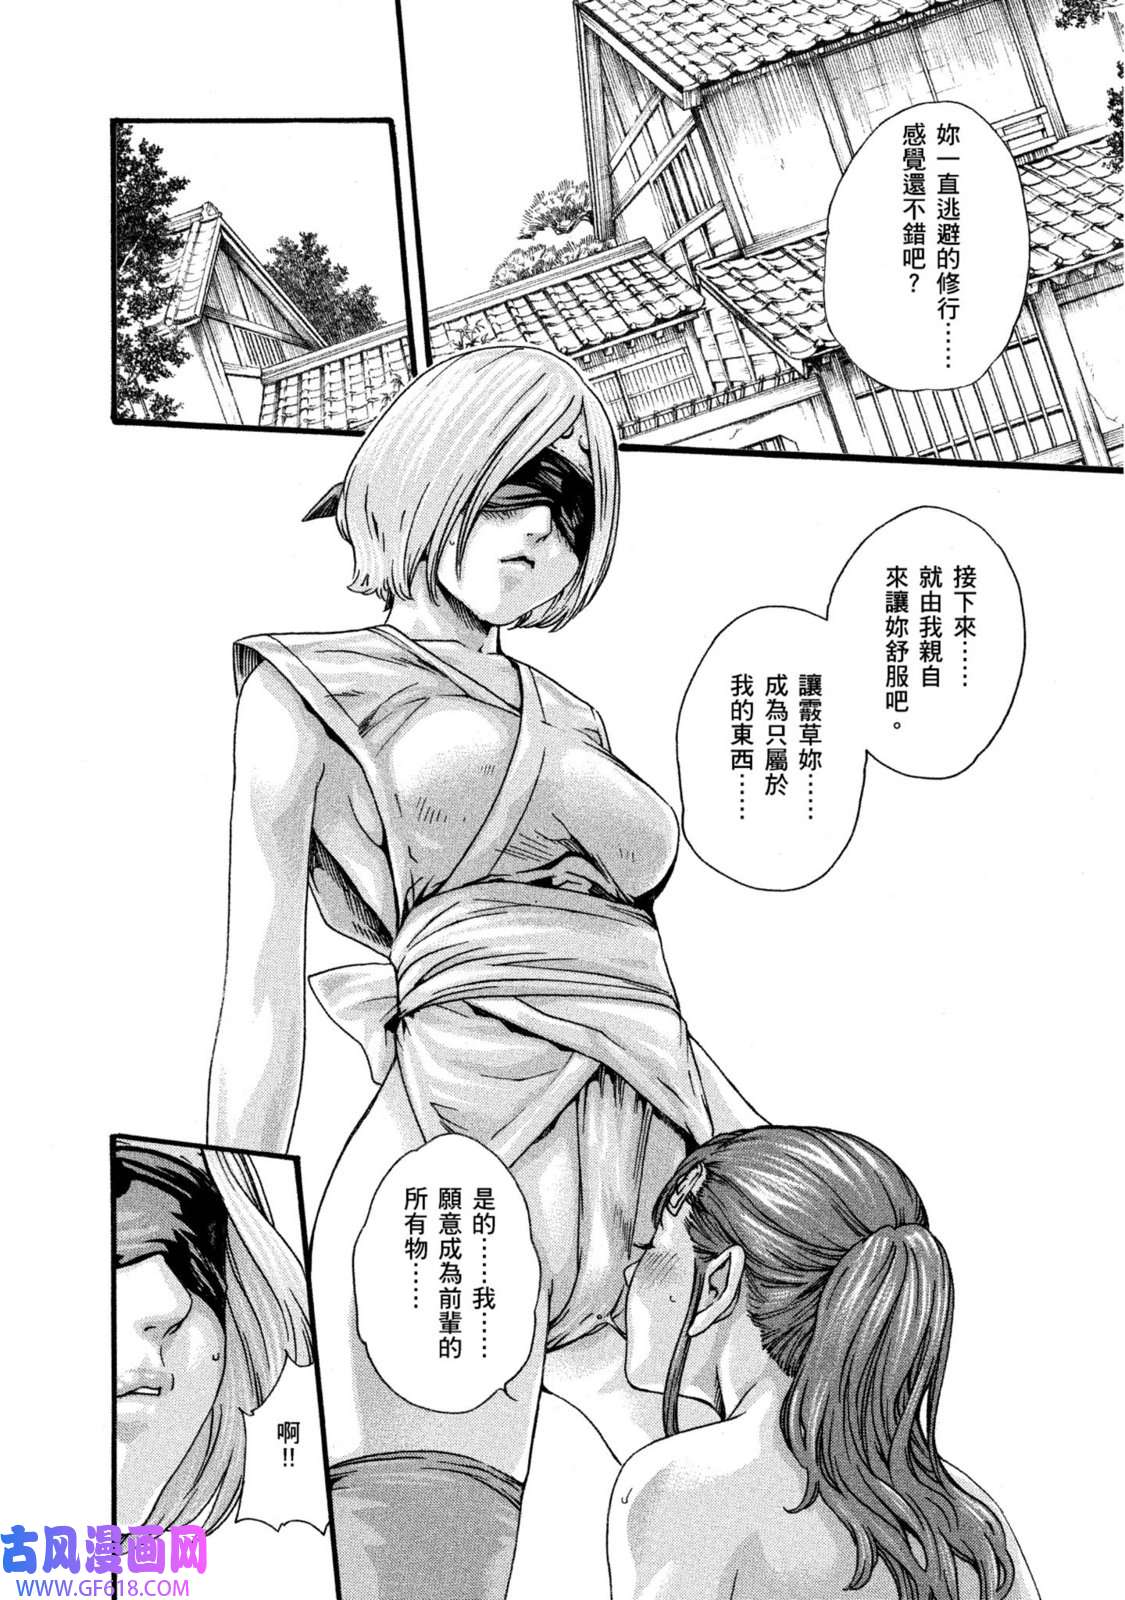 妳一直逃避的修行……
感覺還不錯吧？
接下來……
就由我親自
來讓妳舒服吧。
讓霰草妳……
成為只屬於
我的東西……
是的……我……
願意成為前輩的
所有物……
啊!!
古风漫画网
WWW.GF618.COM